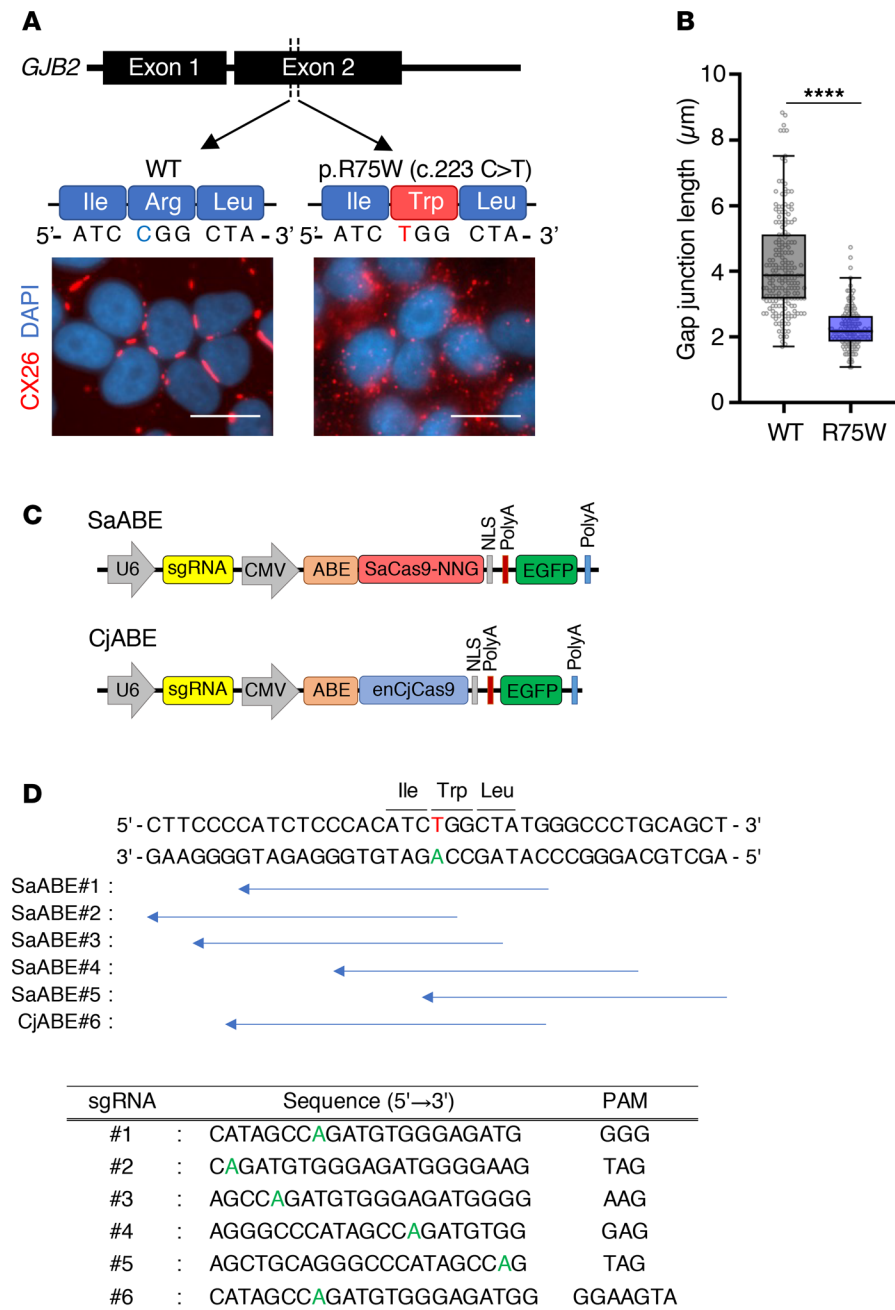 A
GJB2
Exon 1
Exon 2
WT
p.R75W (c.223 C>T)
Ile Arg Leu
Ile Trp Leu
5'- ATC CGG CTA - 3'
5'- ATC TGG CTA - 3'
CX26 DAPI
B
Gap junction length (µm)
10
8
6
4
2
0
****
WT R75W
C
SaABE
U6 sgRNA CMV ABE SaCas9-NNG NLS PolyA EGFP PolyA
CjABE
U6 sgRNA CMV ABE enCjCas9 NLS PolyA EGFP PolyA
D
Ile Trp Leu
5'-CTTCCCCATCTCCCACATCTGGCTATGGGCCCTGCAGCT- 3'
3'-GAAGGGGTAGAGGGTGTAGACCGATACCCGGGACGTCGA- 5'
SaABE#1 :
SaABE#2 :
SaABE#3 :
SaABE#4 :
SaABE#5 :
CjABE#6 :
sgRNA Sequence (5'→3') PAM
#1 : CATAGCCAGATGTGGGAGATG GGG
#2 : CAGATGTGGGAGATGGGGAAG TAG
#3 : AGCCAGATGTGGGAGATGGGG AAG
#4 : AGGGCCCATAGCCAGATGTGG GAG
#5 : AGCTGCAGGGCCCATAGCCAG TAG
#6 : CATAGCCAGATGTGGGAGATGG GGAAGTA